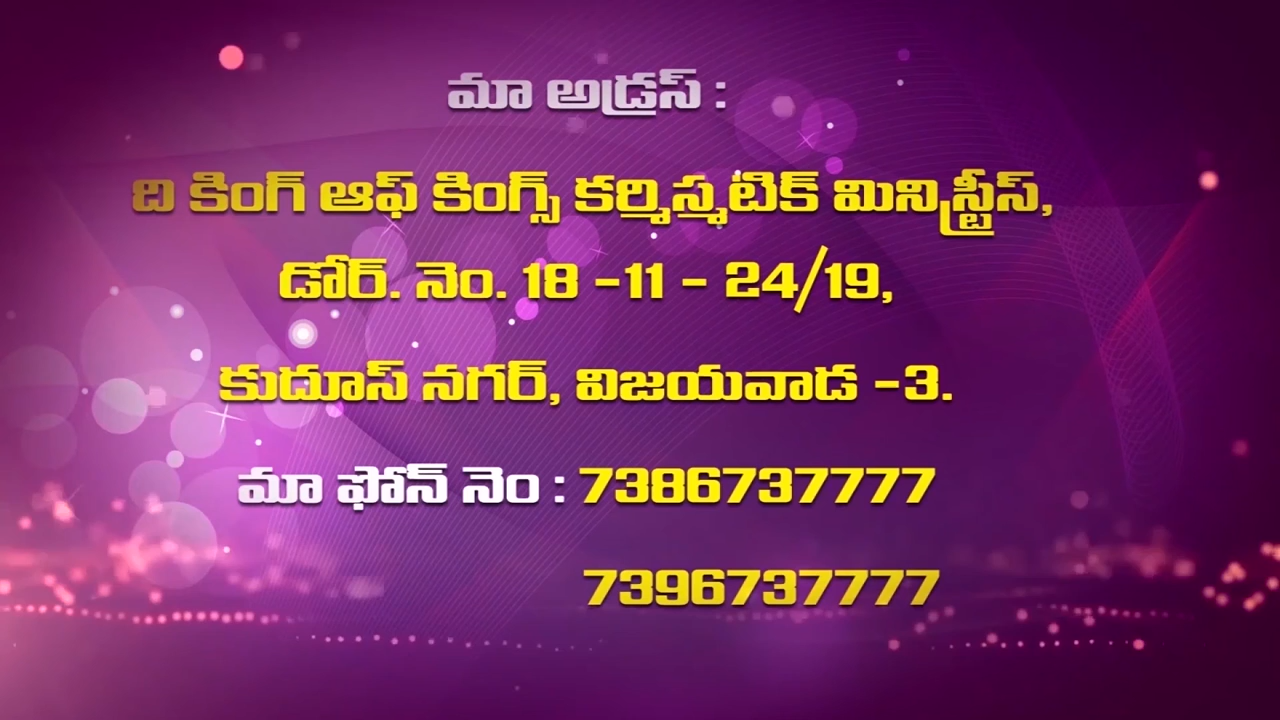 మా అడ్రస్ :
ది కింగ్ ఆఫ్ కింగ్స్ కర్మిస్మటిక్ మినిస్ట్రీస్,
డోర్. నెం. 18 -11 - 24/19,
కుదూస్ నగర్, విజయవాడ -3.
మా ఫోన్ నెం : 7386737777
7396737777